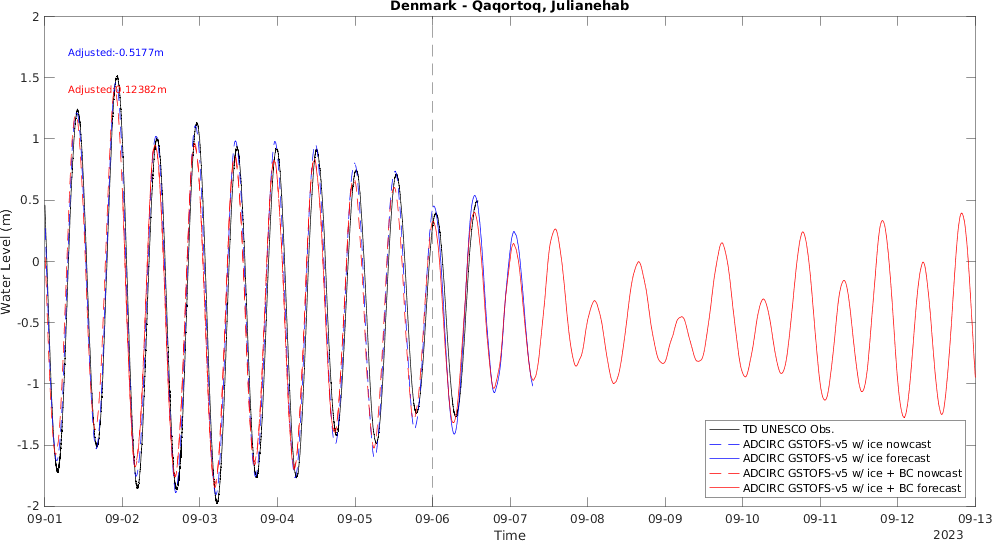 Denmark - Qaqortoq, Julianehab
Adjusted:-0.5177m
Adjusted:0.12382m
Water Level (m)
2
1.5
1
0.5
0
-0.5
-1
-1.5
-2
TD UNESCO Obs.
ADCIRC GSTOFS-v5 w/ ice nowcast
ADCIRC GSTOFS-v5 w/ ice forecast
ADCIRC GSTOFS-v5 w/ ice + BC nowcast
ADCIRC GSTOFS-v5 w/ ice + BC forecast
09-01 09-02 09-03 09-04 09-05 09-06 09-07 09-08 09-09 09-10 09-11 09-12 09-13
Time
2023